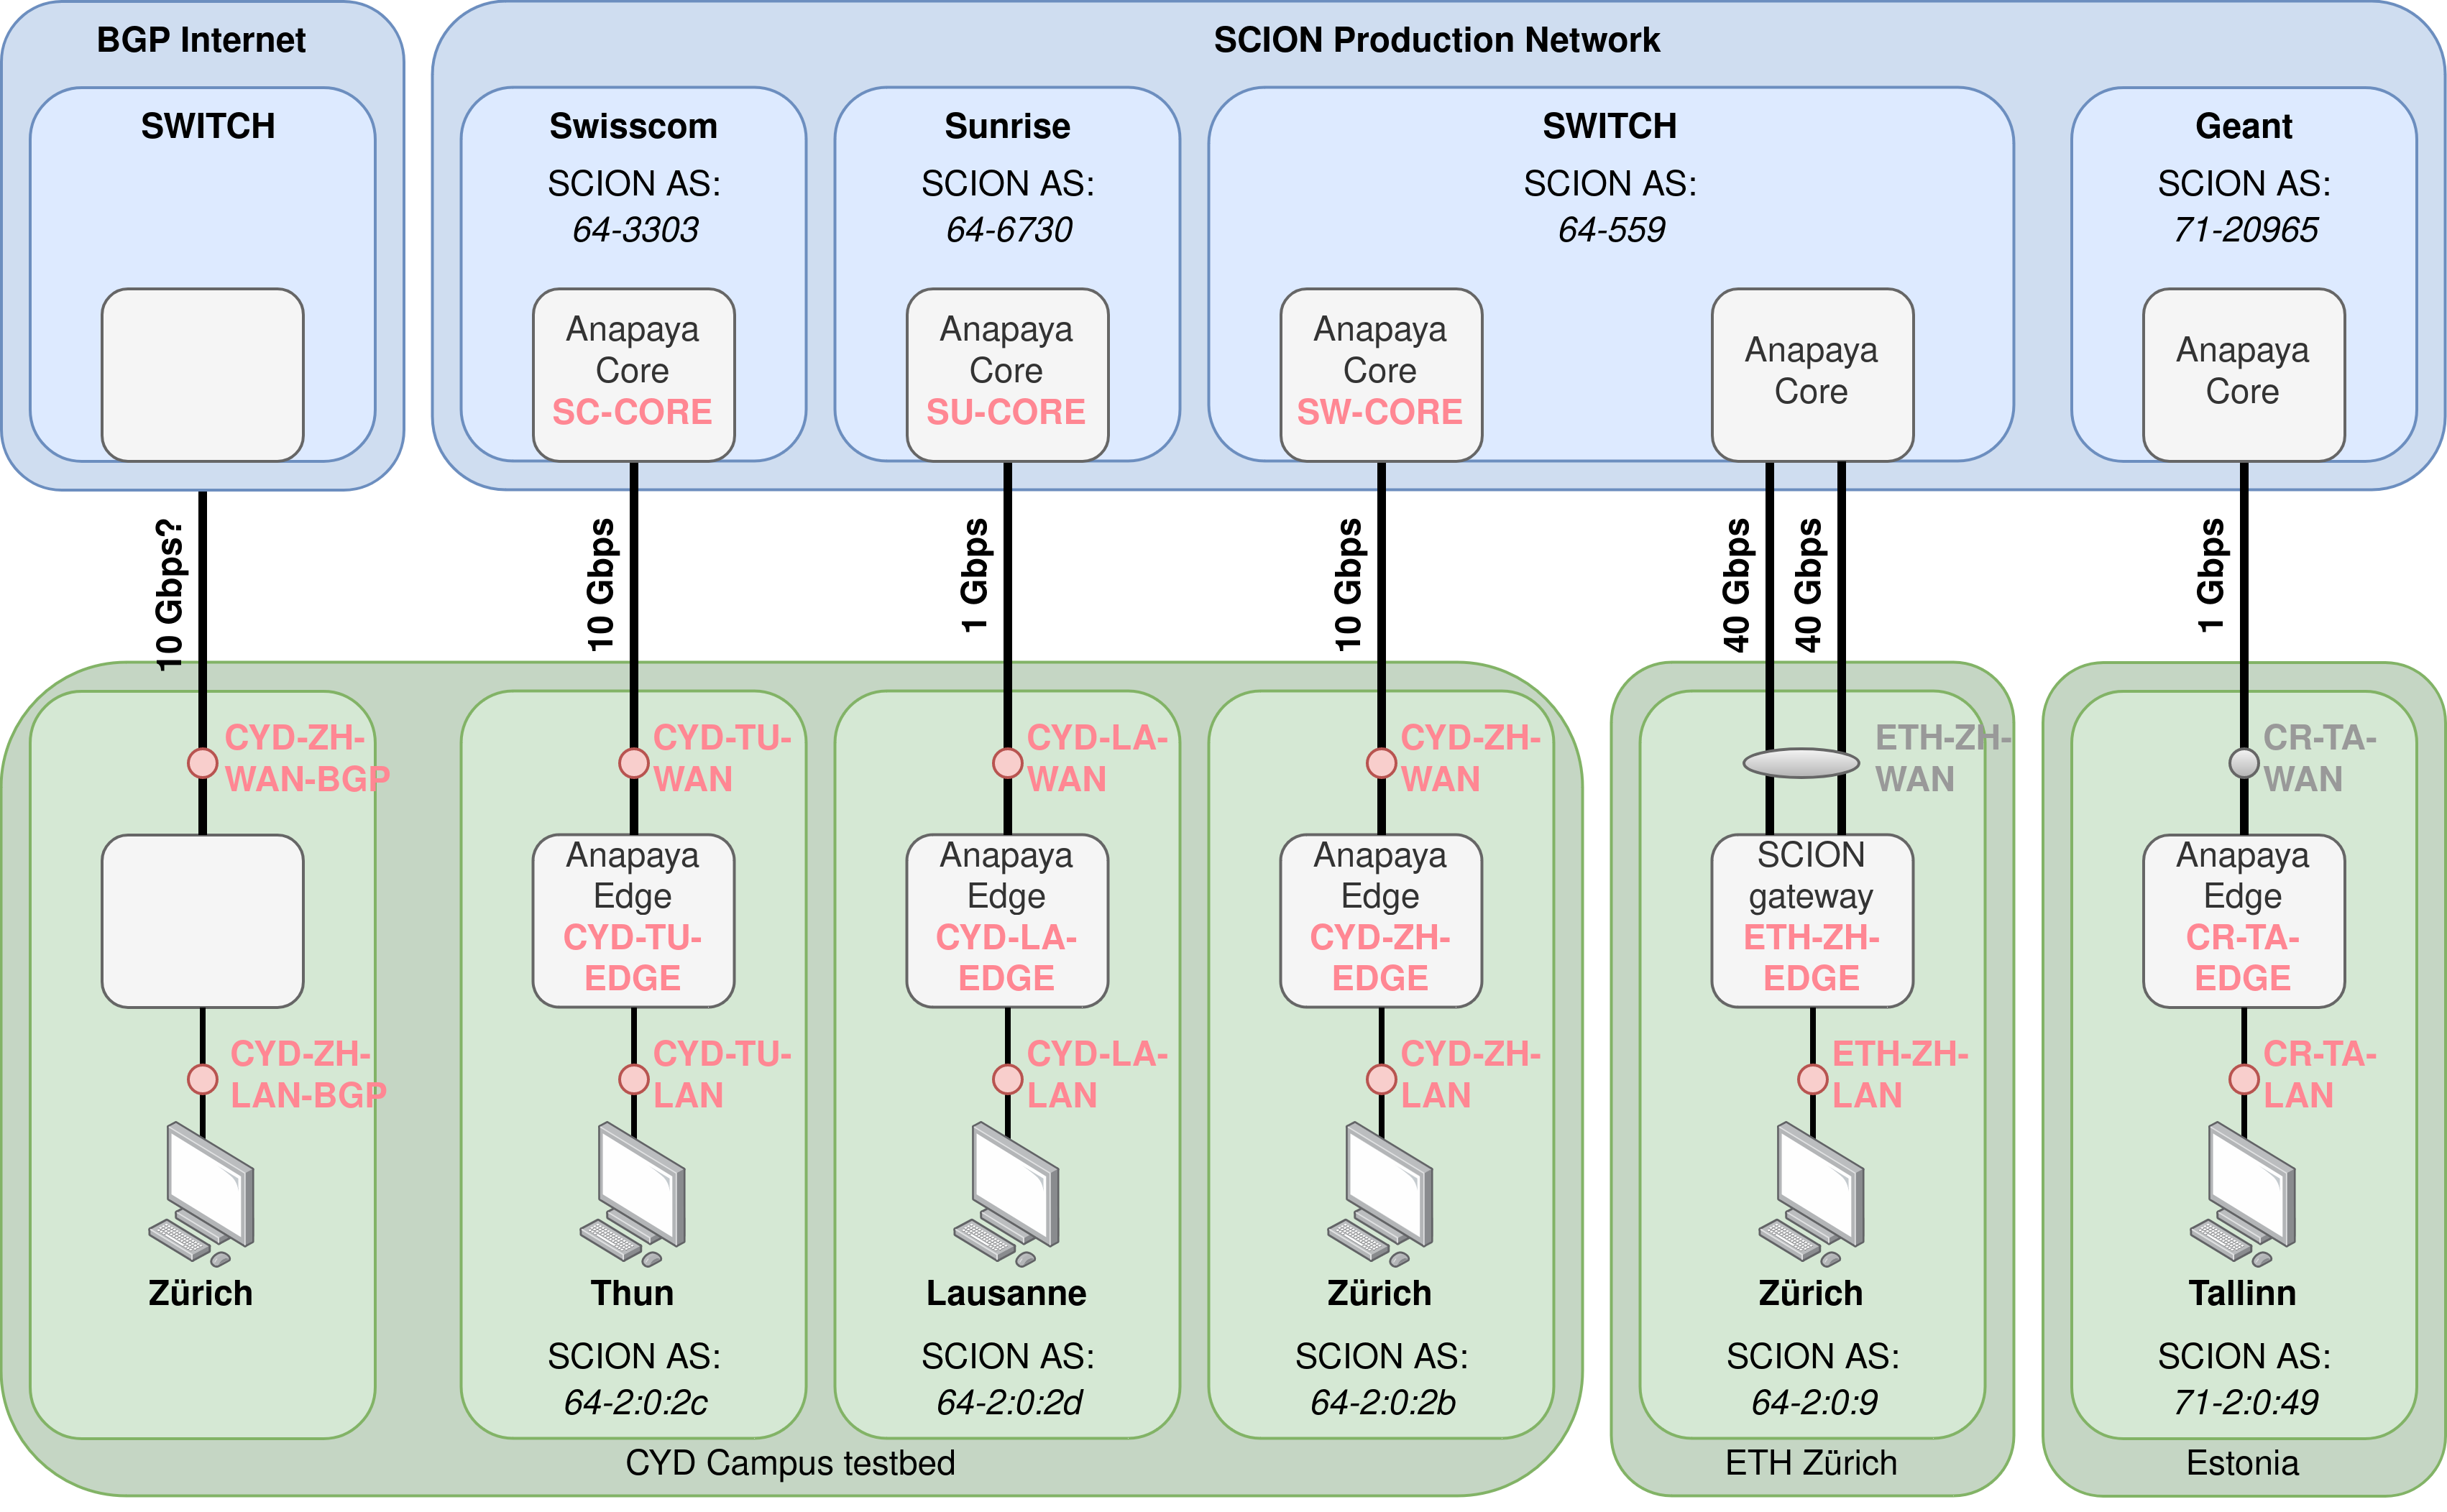 BGP Internet
SCION Production Network
SWITCH
Swisscom
SCION AS:
64-3303
Sunrise
SCION AS:
64-6730
SWITCH
SCION AS:
64-559
Geant
SCION AS:
71-20965
Anapaya
Core
SC-CORE
Anapaya
Core
SU-CORE
Anapaya
Core
SW-CORE
Anapaya
Core
Anapaya
Core
10 Gbps?
10 Gbps
1 Gbps
10 Gbps
40 Gbps
40 Gbps
1 Gbps
CYD-ZH-
WAN-BGP
CYD-TU-
WAN
CYD-LA-
WAN
CYD-ZH-
WAN
ETH-ZH-
WAN
CR-TA-
WAN
Anapaya
Edge
CYD-TU-
EDGE
Anapaya
Edge
CYD-LA-
EDGE
Anapaya
Edge
CYD-ZH-
EDGE
SCION
gateway
ETH-ZH-
EDGE
Anapaya
Edge
CR-TA-
EDGE
CYD-ZH-
LAN-BGP
CYD-TU-
LAN
CYD-LA-
LAN
CYD-ZH-
LAN
ETH-ZH-
LAN
CR-TA-
LAN
Zürich
Thun
SCION AS:
64-2:0:2c
Lausanne
SCION AS:
64-2:0:2d
Zürich
SCION AS:
64-2:0:2b
Zürich
SCION AS:
64-2:0:9
Tallinn
SCION AS:
71-2:0:49
CYD Campus testbed
ETH Zürich
Estonia